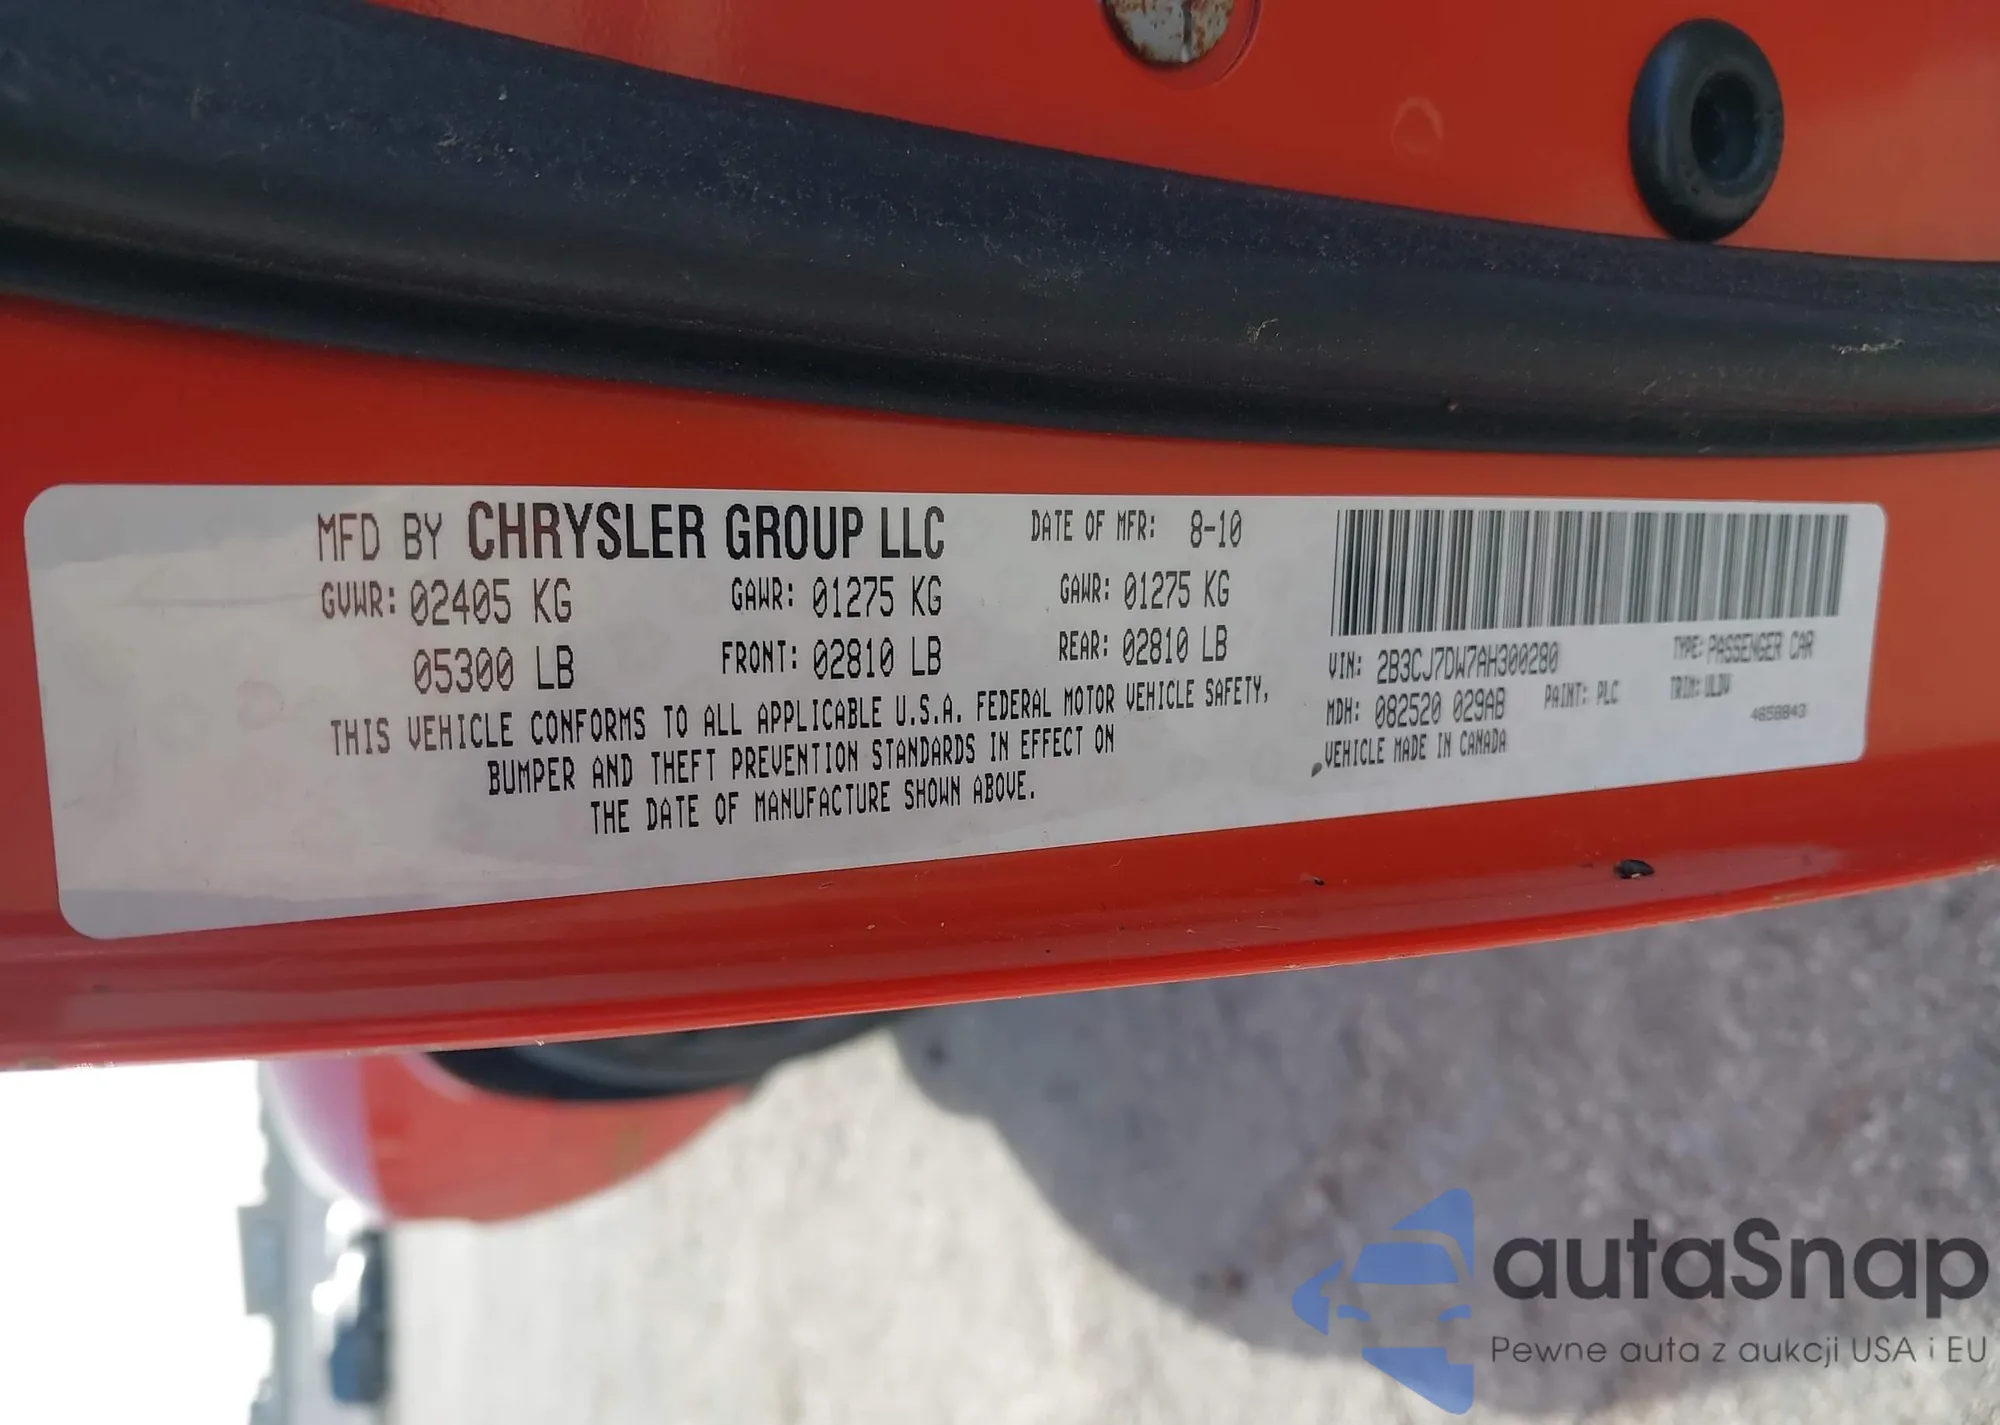 MFD BY CHRYSLER GROUP LLC DATE OF MFR: 8-10
GVWR: 02405 KG GAWR: 01275 KG GAWR: 01275 KG
05300 LB FRONT: 02810 LB REAR: 02810 LB
THIS VEHICLE CONFORMS TO ALL APPLICABLE U.S.A. FEDERAL MOTOR VEHICLE SAFETY,
BUMPER AND THEFT PREVENTION STANDARDS IN EFFECT ON
THE DATE OF MANUFACTURE SHOWN ABOVE.
VIN: 2B3CJ7DW7AH300280 TYPE: PASSENGER CAR
MDH: 082520 029AB PAINT: PLC TRIM: ULDV
VEHICLE MADE IN CANADA
autaSnap
Pewne auta z aukcji USA i EU